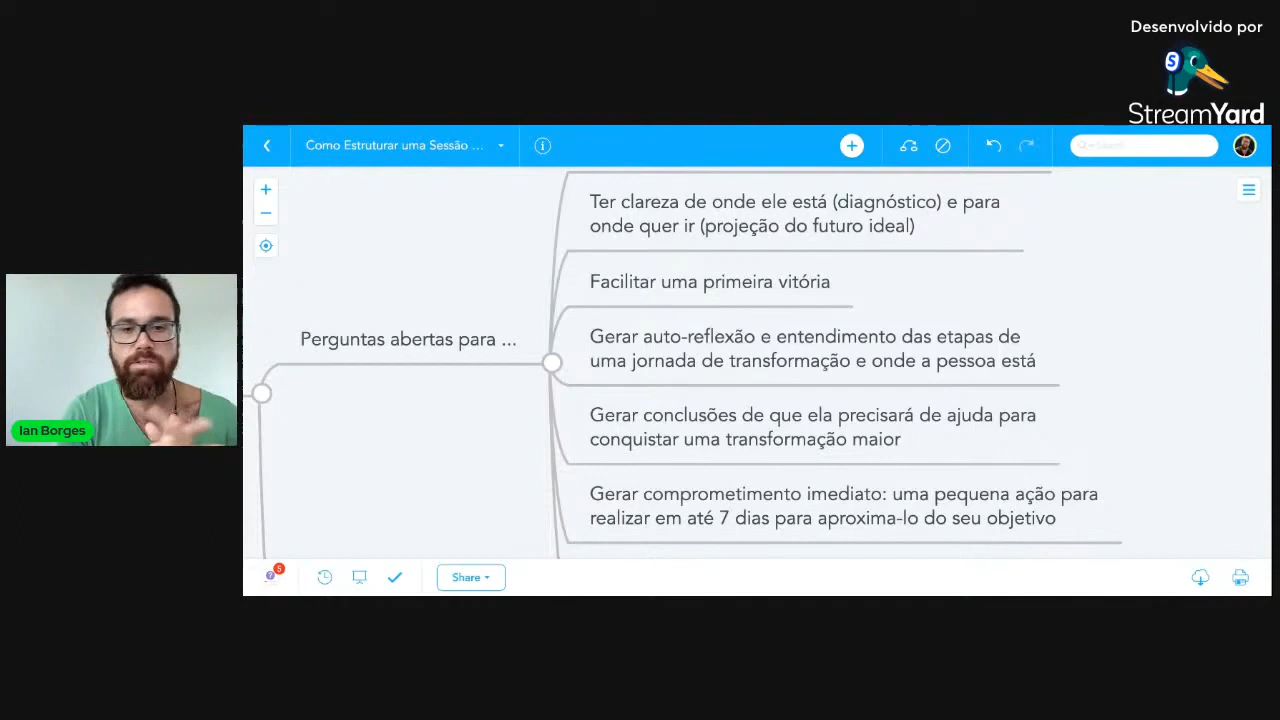 Desenvolvido por
StreamYard
Como Estruturar uma Sessão ...
Search
Ter clareza de onde ele está (diagnóstico) e para
onde quer ir (projeção do futuro ideal)
Facilitar uma primeira vitória
Perguntas abertas para ...
Gerar auto-reflexão e entendimento das etapas de
uma jornada de transformação e onde a pessoa está
Gerar conclusões de que ela precisará de ajuda para
conquistar uma transformação maior
Ian Borges
Gerar comprometimento imediato: uma pequena ação para
realizar em até 7 dias para aproxima-lo do seu objetivo
5
Share